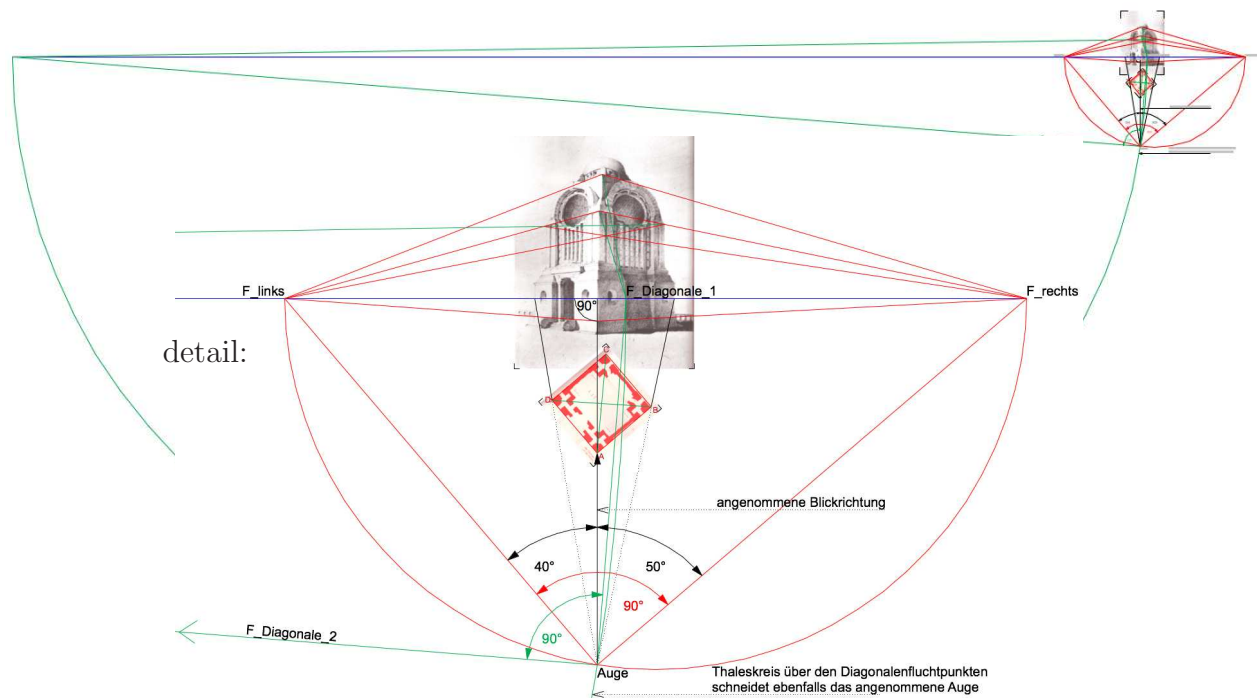 F_links
F_Diagonale_1
F_rechts
90°
detail:
C
D
B
A
angenommene Blickrichtung
40°
50°
90°
90°
F_Diagonale_2
Auge
Thaleskreis über den Diagonalenfluchtpunkten
schneidet ebenfalls das angenommene Auge